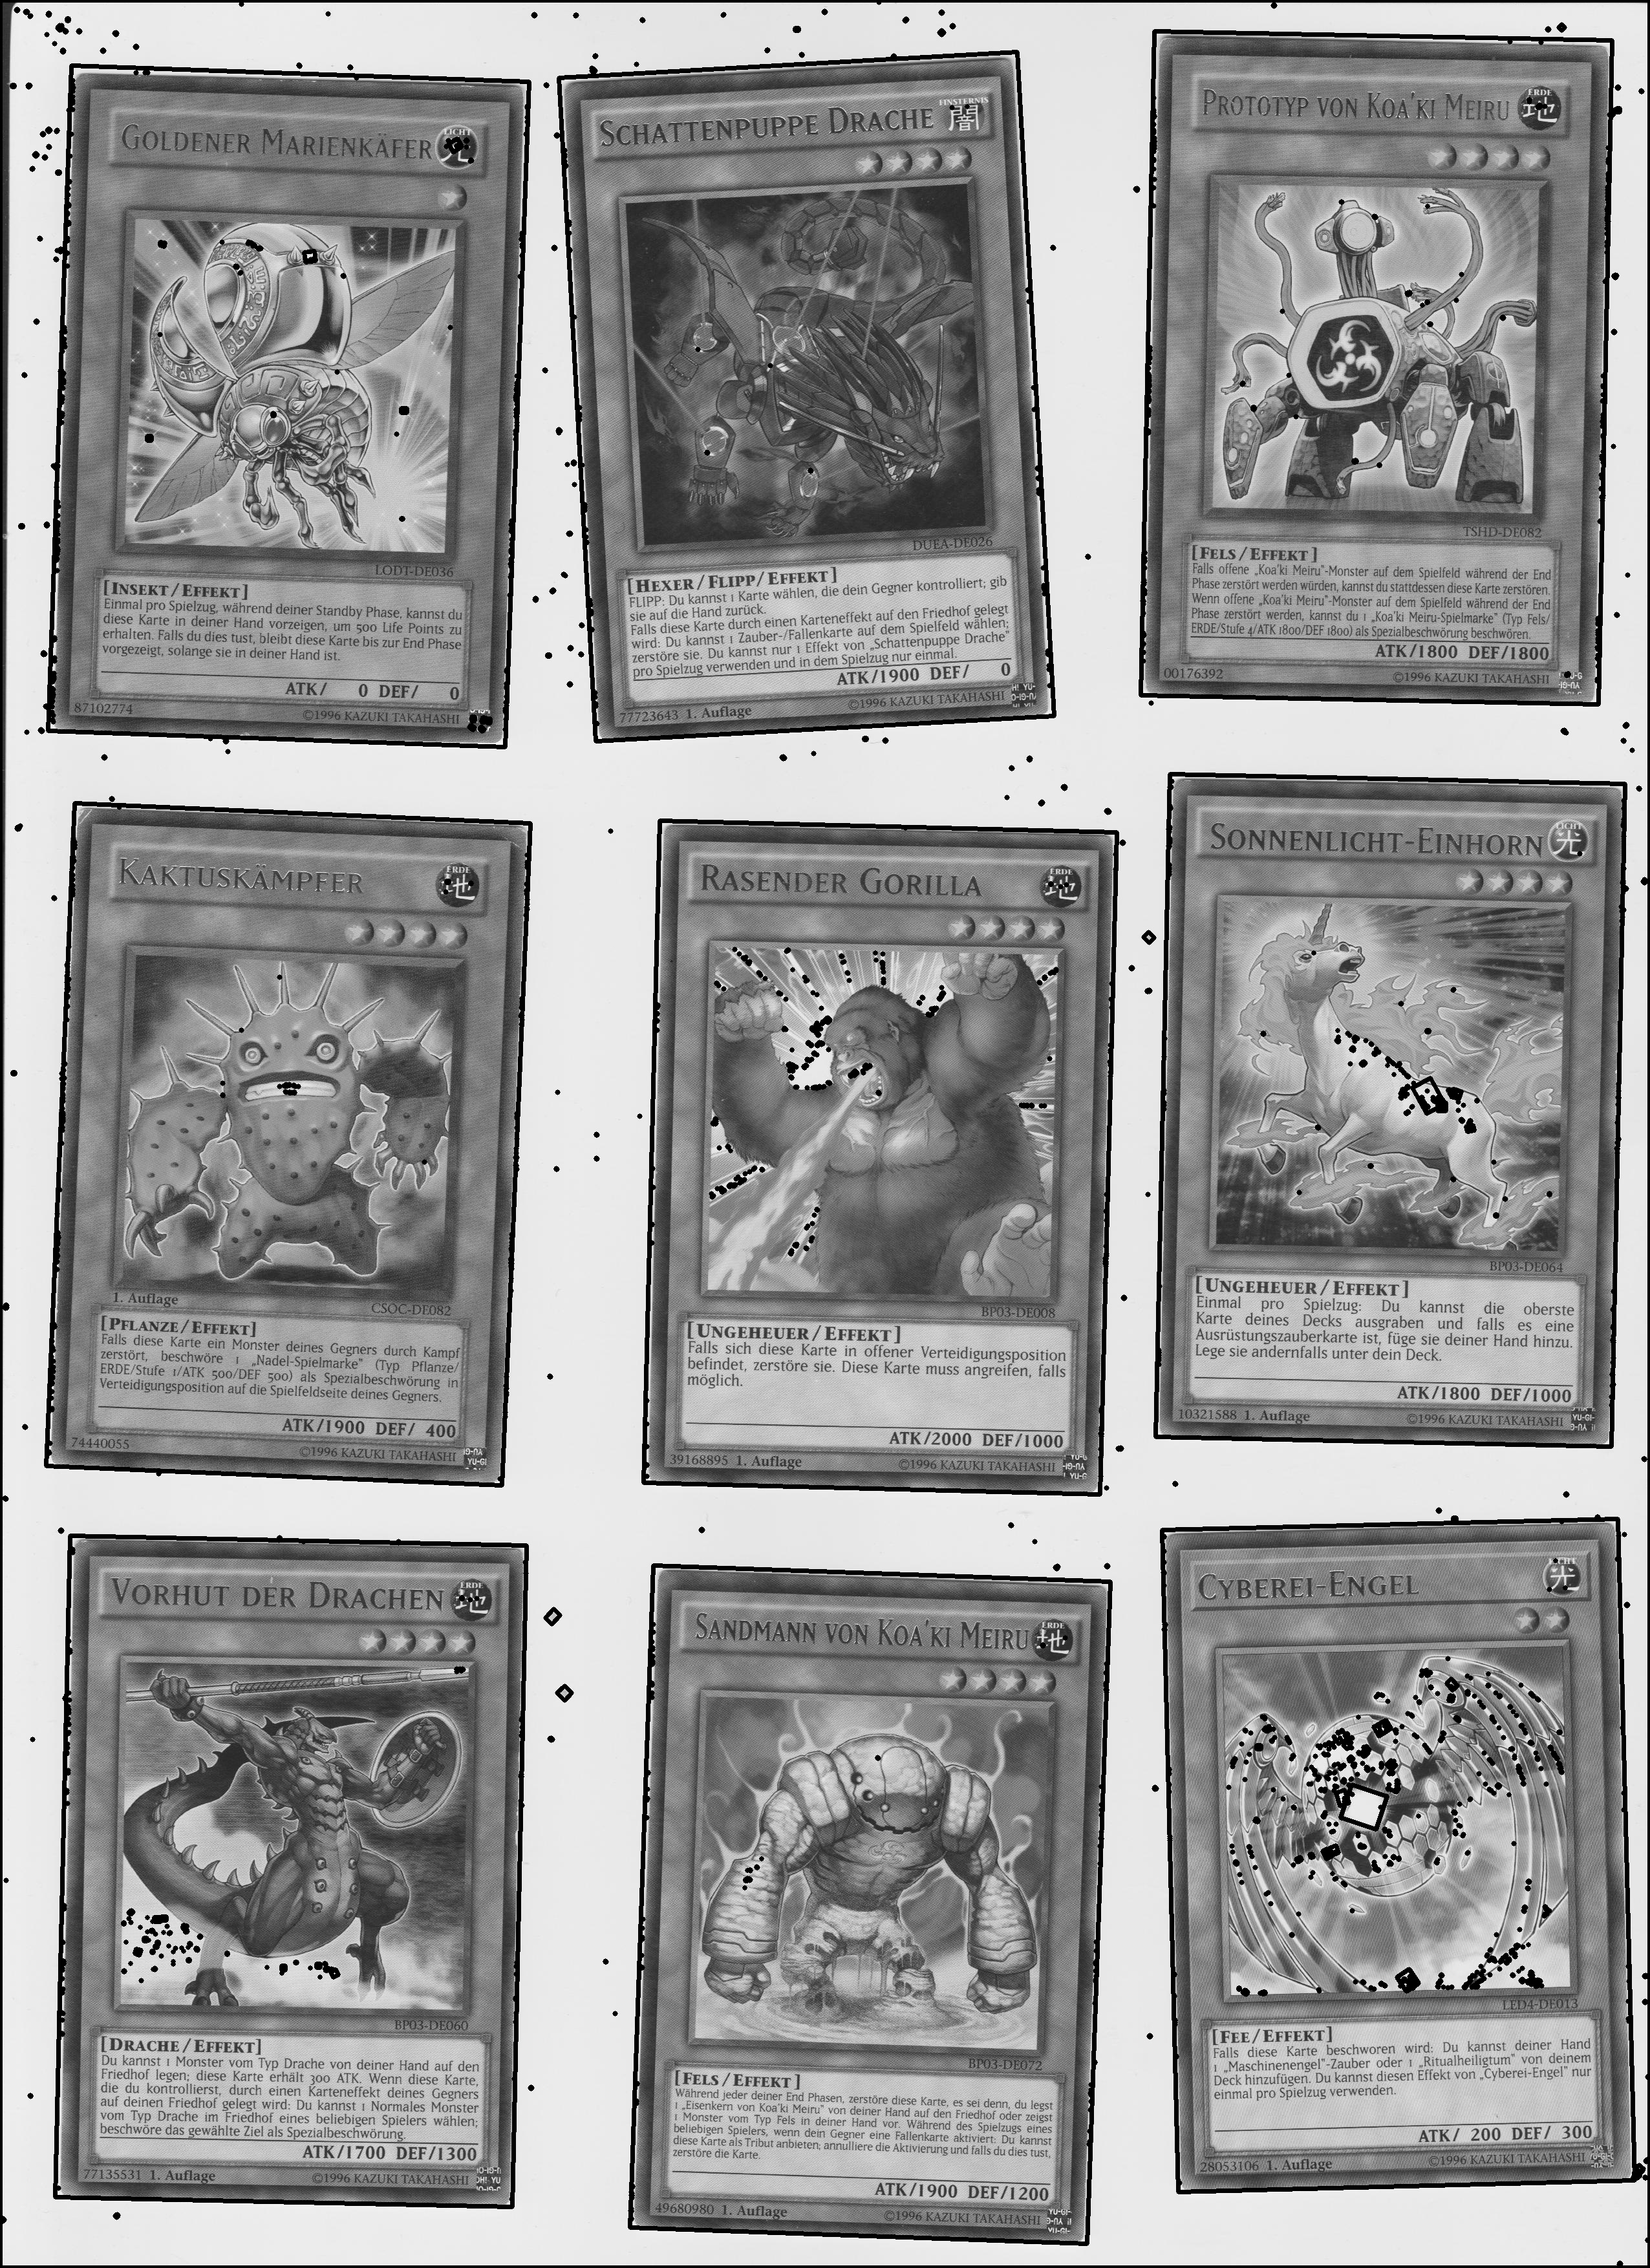 GOLDENER MARIENKÄFER
LODT-DE036
[INSEKT/EFFEKT]
Einmal pro Spielzug, während deiner Standby Phase, kannst du
diese Karte in deiner Hand vorzeigen, um 500 Life Points zu
erhalten. Falls du dies tust, bleibt diese Karte bis zur End Phase
vorgezeigt, solange sie in deiner Hand ist.
ATK/ 0 DEF/ 0
87102774 ©1996 KAZUKI TAKAHASHI
SCHATTENPUPPE DRACHE FINSTERNIS 闇
DUEA-DE026
[HEXER/FLIPP/EFFEKT]
FLIPP: Du kannst 1 Karte wählen, die dein Gegner kontrolliert; gib
sie auf die Hand zurück.
Falls diese Karte durch einen Karteneffekt auf den Friedhof gelegt
wird: Du kannst 1 Zauber-/Fallenkarte auf dem Spielfeld wählen;
zerstöre sie. Du kannst nur 1 Effekt von „Schattenpuppe Drache"
pro Spielzug verwenden und in dem Spielzug nur einmal.
ATK/1900 DEF/ 0
77723643 1. Auflage ©1996 KAZUKI TAKAHASHI
PROTOTYP VON KOA'KI MEIRU ERDE 地
TSHD-DE082
[FELS/EFFEKT]
Falls offene „Koa'ki Meiru"-Monster auf dem Spielfeld während der End
Phase zerstört werden würden, kannst du stattdessen diese Karte zerstören.
Wenn offene „Koa'ki Meiru"-Monster auf dem Spielfeld während der End
Phase zerstört werden, kannst du 1 „Koa'ki Meiru-Spielmarke" (Typ Fels/
ERDE/Stufe 4/ATK 1800/DEF 1800) als Spezialbeschwörung beschwören.
ATK/1800 DEF/1800
00176392 ©1996 KAZUKI TAKAHASHI
KAKTUSKÄMPFER ERDE 地
1. Auflage CSOC-DE082
[PFLANZE/EFFEKT]
Falls diese Karte ein Monster deines Gegners durch Kampf
zerstört, beschwöre 1 „Nadel-Spielmarke" (Typ Pflanze/
ERDE/Stufe 1/ATK 500/DEF 500) als Spezialbeschwörung in
Verteidigungsposition auf die Spielfeldseite deines Gegners.
ATK/1900 DEF/ 400
74440055 ©1996 KAZUKI TAKAHASHI
RASENDER GORILLA ERDE 地
BP03-DE008
[UNGEHEUER/EFFEKT]
Falls sich diese Karte in offener Verteidigungsposition
befindet, zerstöre sie. Diese Karte muss angreifen, falls
möglich.
ATK/2000 DEF/1000
39168895 1. Auflage ©1996 KAZUKI TAKAHASHI
SONNENLICHT-EINHORN LICHT 光
BP03-DE064
[UNGEHEUER/EFFEKT]
Einmal pro Spielzug: Du kannst die oberste
Karte deines Decks ausgraben und falls es eine
Ausrüstungszauberkarte ist, füge sie deiner Hand hinzu.
Lege sie andernfalls unter dein Deck.
ATK/1800 DEF/1000
10321588 1. Auflage ©1996 KAZUKI TAKAHASHI
VORHUT DER DRACHEN ERDE 地
BP03-DE060
[DRACHE/EFFEKT]
Du kannst 1 Monster vom Typ Drache von deiner Hand auf den
Friedhof legen; diese Karte erhält 300 ATK. Wenn diese Karte,
die du kontrollierst, durch einen Karteneffekt deines Gegners
auf deinen Friedhof gelegt wird: Du kannst 1 Normales Monster
vom Typ Drache im Friedhof eines beliebigen Spielers wählen;
beschwöre das gewählte Ziel als Spezialbeschwörung.
ATK/1700 DEF/1300
77135531 1. Auflage ©1996 KAZUKI TAKAHASHI
SANDMANN VON KOA'KI MEIRU ERDE 地
BP03-DE072
[FELS/EFFEKT]
Während jeder deiner End Phasen, zerstöre diese Karte, es sei denn, du legst
1 „Eisenkern von Koa'ki Meiru" von deiner Hand auf den Friedhof oder zeigst
1 Monster vom Typ Fels in deiner Hand vor. Während des Spielzugs eines
beliebigen Spielers, wenn dein Gegner eine Fallenkarte aktiviert: Du kannst
diese Karte als Tribut anbieten; annulliere die Aktivierung und falls du dies tust,
zerstöre die Karte.
ATK/1900 DEF/1200
49680980 1. Auflage ©1996 KAZUKI TAKAHASHI
CYBEREI-ENGEL 光
LED4-DE013
[FEE/EFFEKT]
Falls diese Karte beschworen wird: Du kannst deiner Hand
1 „Maschinenengel"-Zauber oder 1 „Ritualheiligtum" von deinem
Deck hinzufügen. Du kannst diesen Effekt von „Cyberei-Engel" nur
einmal pro Spielzug verwenden.
ATK/ 200 DEF/ 300
28053106 1. Auflage ©1996 KAZUKI TAKAHASHI